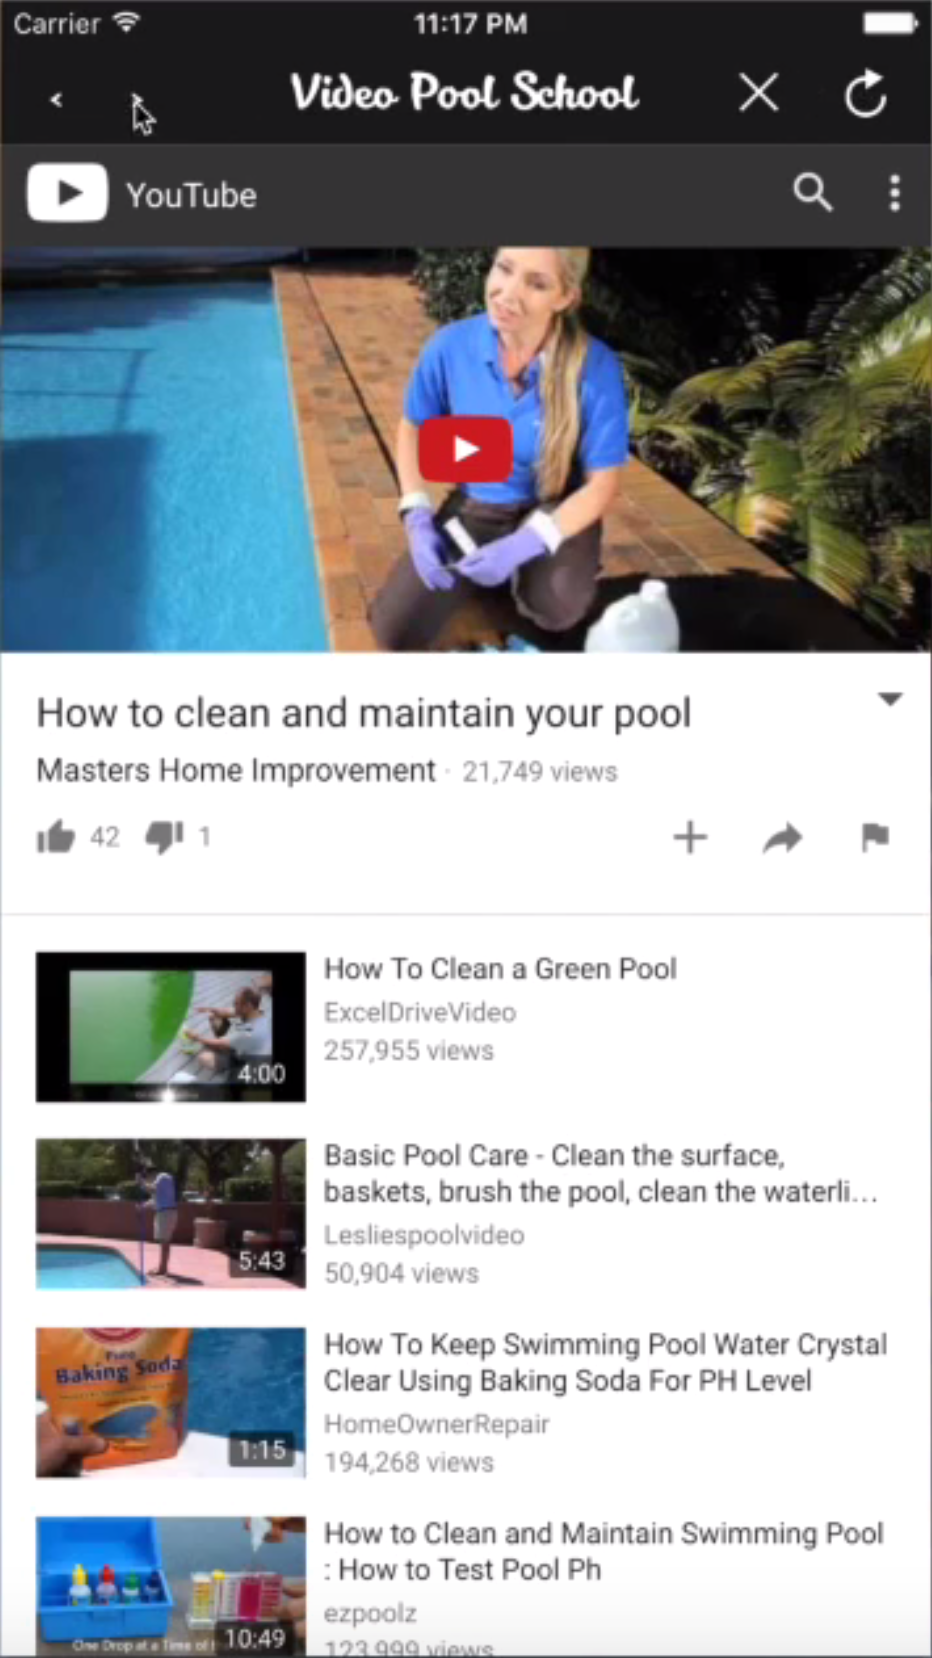 Carrier
11:17 PM
Video Pool School
YouTube
How to clean and maintain your pool
Masters Home Improvement · 21,749 views
42
1
How To Clean a Green Pool
ExcelDriveVideo
257,955 views
4:00
Basic Pool Care - Clean the surface,
baskets, brush the pool, clean the waterli...
Lesliespoolvideo
50,904 views
5:43
How To Keep Swimming Pool Water Crystal
Clear Using Baking Soda For PH Level
HomeOwnerRepair
194,268 views
Pure
Baking Soda
1:15
How to Clean and Maintain Swimming Pool
: How to Test Pool Ph
ezpoolz
123,999 views
One Drop at a Time of
10:49